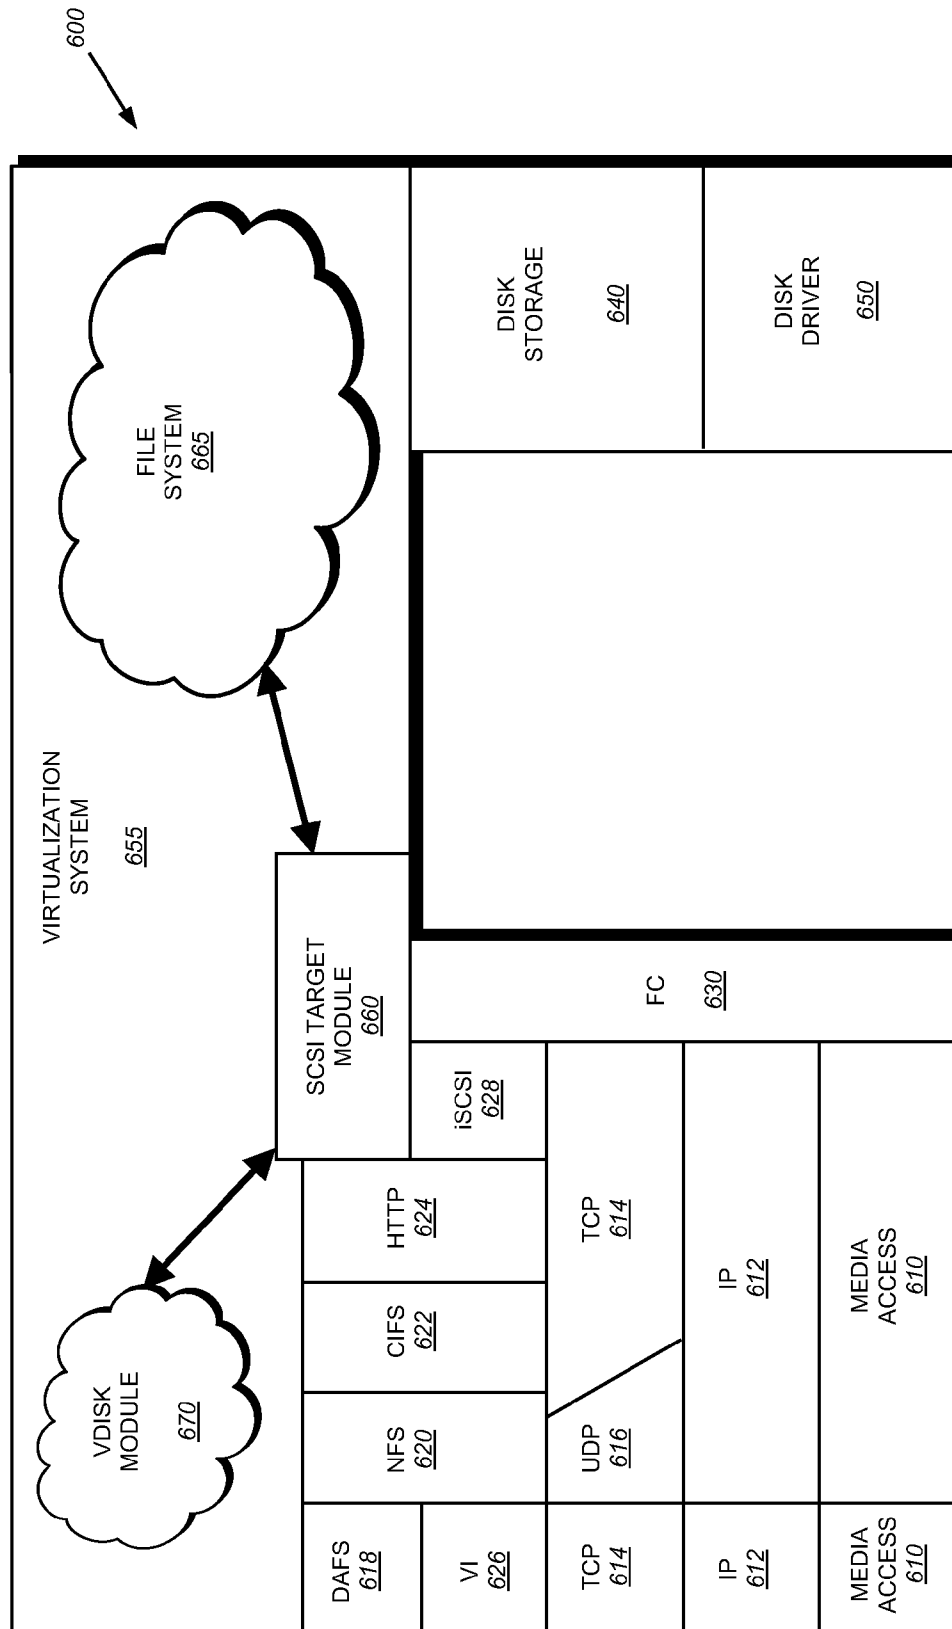 600
VIRTUALIZATION
SYSTEM
655
VDISK
MODULE
670
FILE
SYSTEM
665
SCSI TARGET
MODULE
660
DAFS
618
VI
626
NFS
620
CIFS
622
HTTP
624
iSCSI
628
TCP
614
UDP
616
TCP
614
IP
612
IP
612
MEDIA
ACCESS
610
MEDIA
ACCESS
610
FC
630
DISK
STORAGE
640
DISK
DRIVER
650